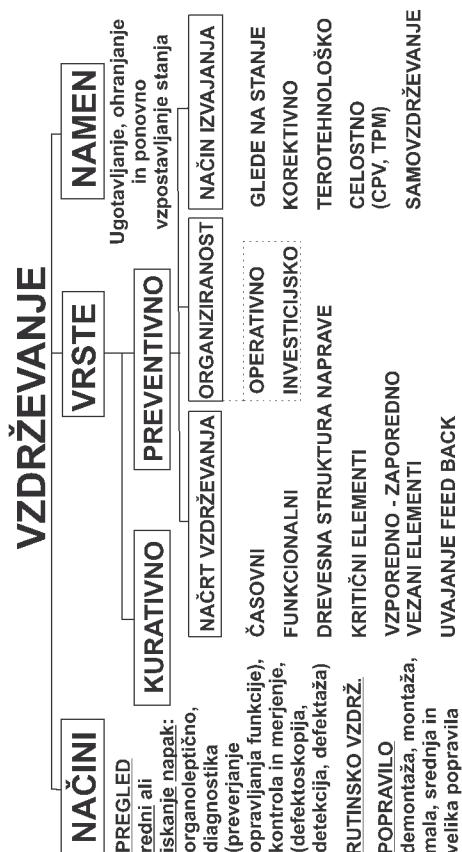 VZDRŽEVANJE
NAČINI
PREGLED
redni ali
iskanje napak:
organoleptično,
diagnostika
(preverjanje
opravljanja funkcije),
kontrola in merjenje,
(defektoskopija,
detekcija, defektaža)
RUTINSKO VZDRŽ.
POPRAVILO
demontaža, montaža,
mala, srednja in
velika popravila
VRSTE
KURATIVNO
PREVENTIVNO
NAČRT VZDRŽEVANJA
ČASOVNI
FUNKCIONALNI
DREVESNA STRUKTURA NAPRAVE
KRITIČNI ELEMENTI
VZPOREDNO - ZAPOREDNO
VEZANI ELEMENTI
UVAJANJE FEED BACK
ORGANIZIRANOST
OPERATIVNO
INVESTICIJSKO
NAČIN IZVAJANJA
GLEDE NA STANJE
KOREKTIVNO
TEROTEHNOLOŠKO
CELOSTNO
(CPV, TPM)
SAMOVZDRŽEVANJE
NAMEN
Ugotavljanje, ohranjanje
in ponovno
vzpostavljanje stanja